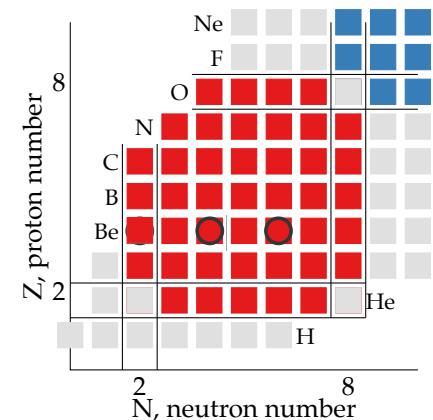 Ne
F
8
O
N
C
B
Be
2
He
H
2 8
Z, proton number
N, neutron number